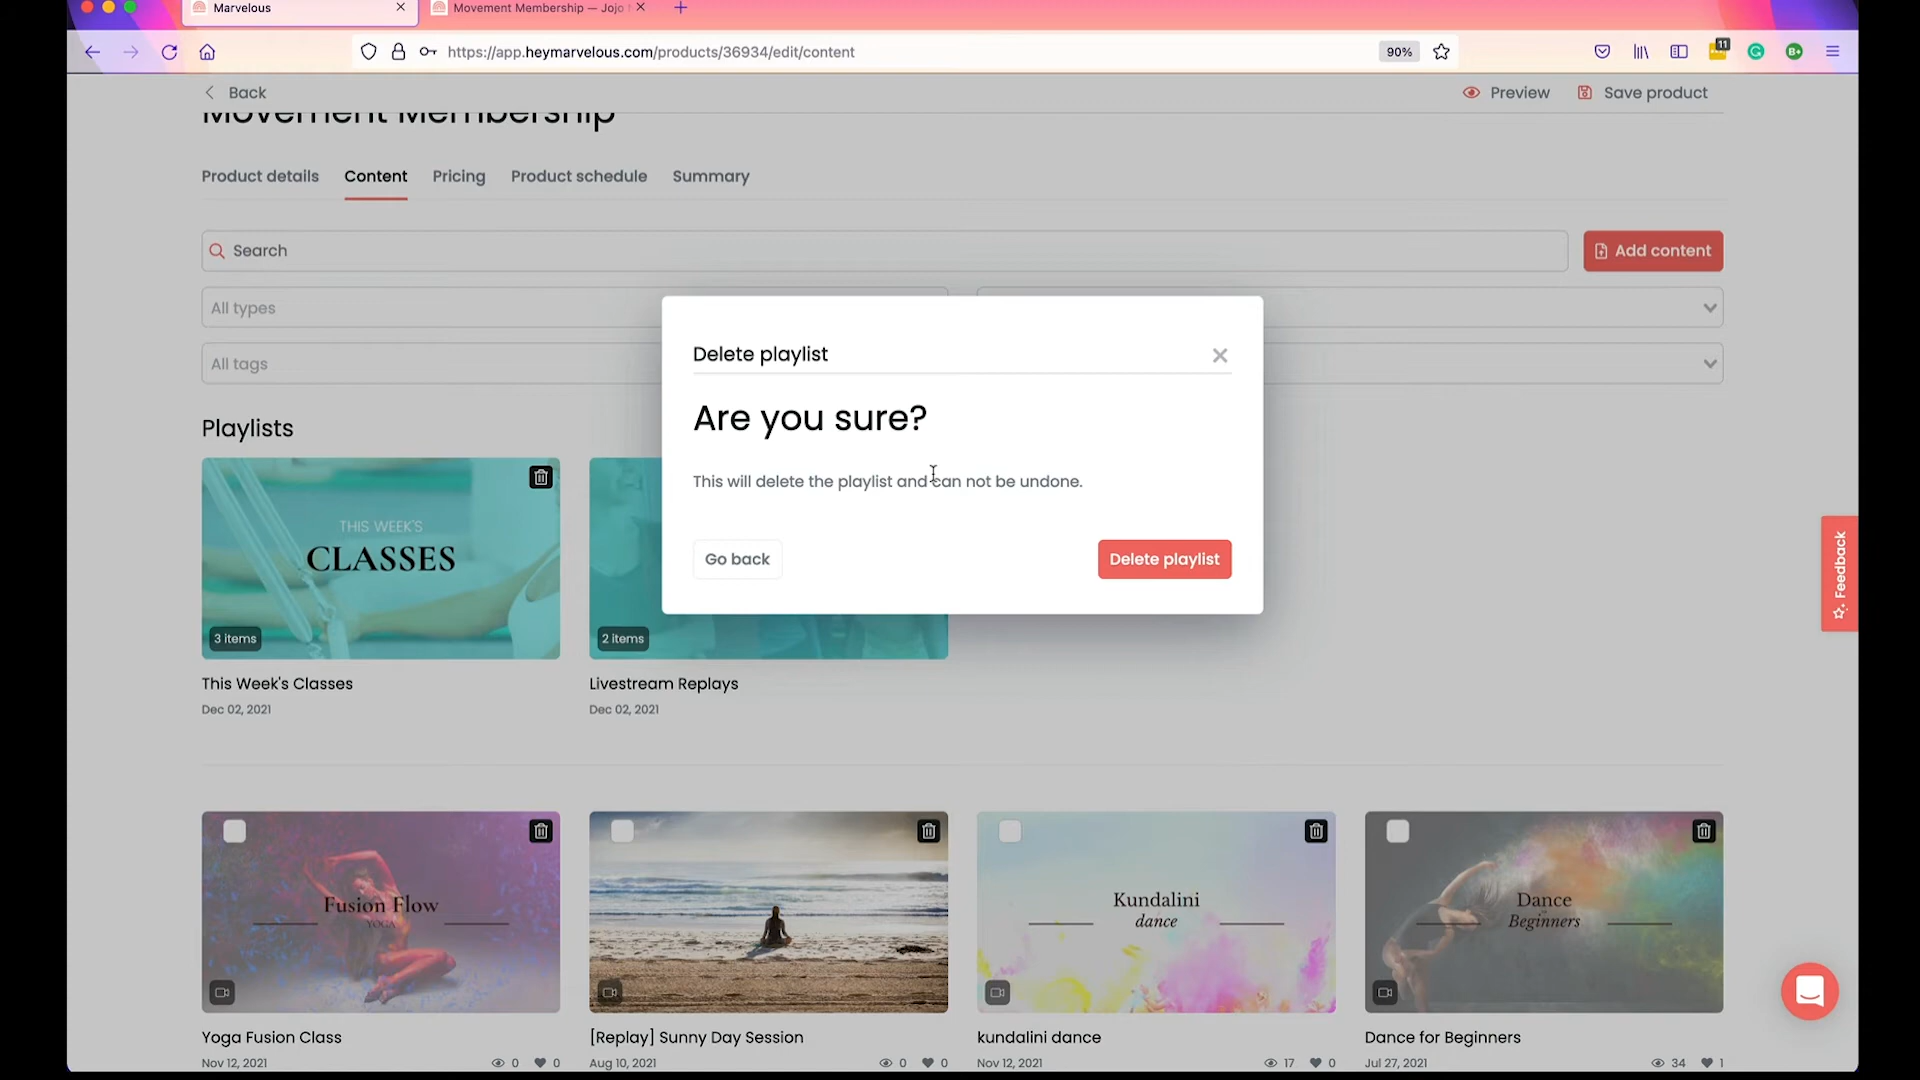 Marvelous
Movement Membership — Jojo
https://app.heymarvelous.com/products/36934/edit/content
90%
11
B+
Back
Preview
Save product
Movement Membership
Product details
Content
Pricing
Product schedule
Summary
Search
Add content
All types
All tags
Delete playlist
Are you sure?
This will delete the playlist and can not be undone.
Go back
Delete playlist
Feedback
Playlists
THIS WEEK'S
CLASSES
3 items
2 items
This Week's Classes
Livestream Replays
Dec 02, 2021
Dec 02, 2021
Fusion Flow
YOGA
Kundalini
dance
Dance
Beginners
Yoga Fusion Class
[Replay] Sunny Day Session
kundalini dance
Dance for Beginners
Nov 12, 2021
0
0
Aug 10, 2021
0
0
Nov 12, 2021
17
0
Jul 27, 2021
34
1